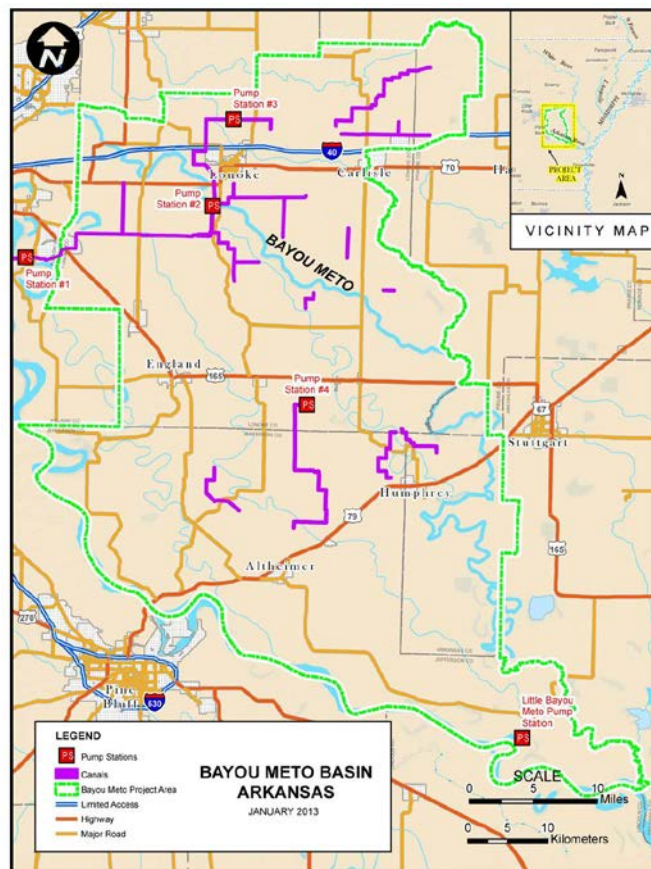 N
Pump
Station #3
PS
40
Lonoke
Carlisle
70
Pump
Station #2
PS
BAYOU METO
PS
Pump
Station #1
VICINITY MAP
PROJECT
AREA
N
England
165
Pump
Station #4
PS
67
Stuttgart
Humphrey
79
165
Altheimer
270
Pine
Bluff
630
Little Bayou
Meto Pump
Station
PS
LEGEND
PS Pump Stations
Canals
Bayou Meto Project Area
Limited Access
Highway
Major Road
BAYOU METO BASIN
ARKANSAS
JANUARY 2013
SCALE
0 5 10
Miles
0 5 10
Kilometers